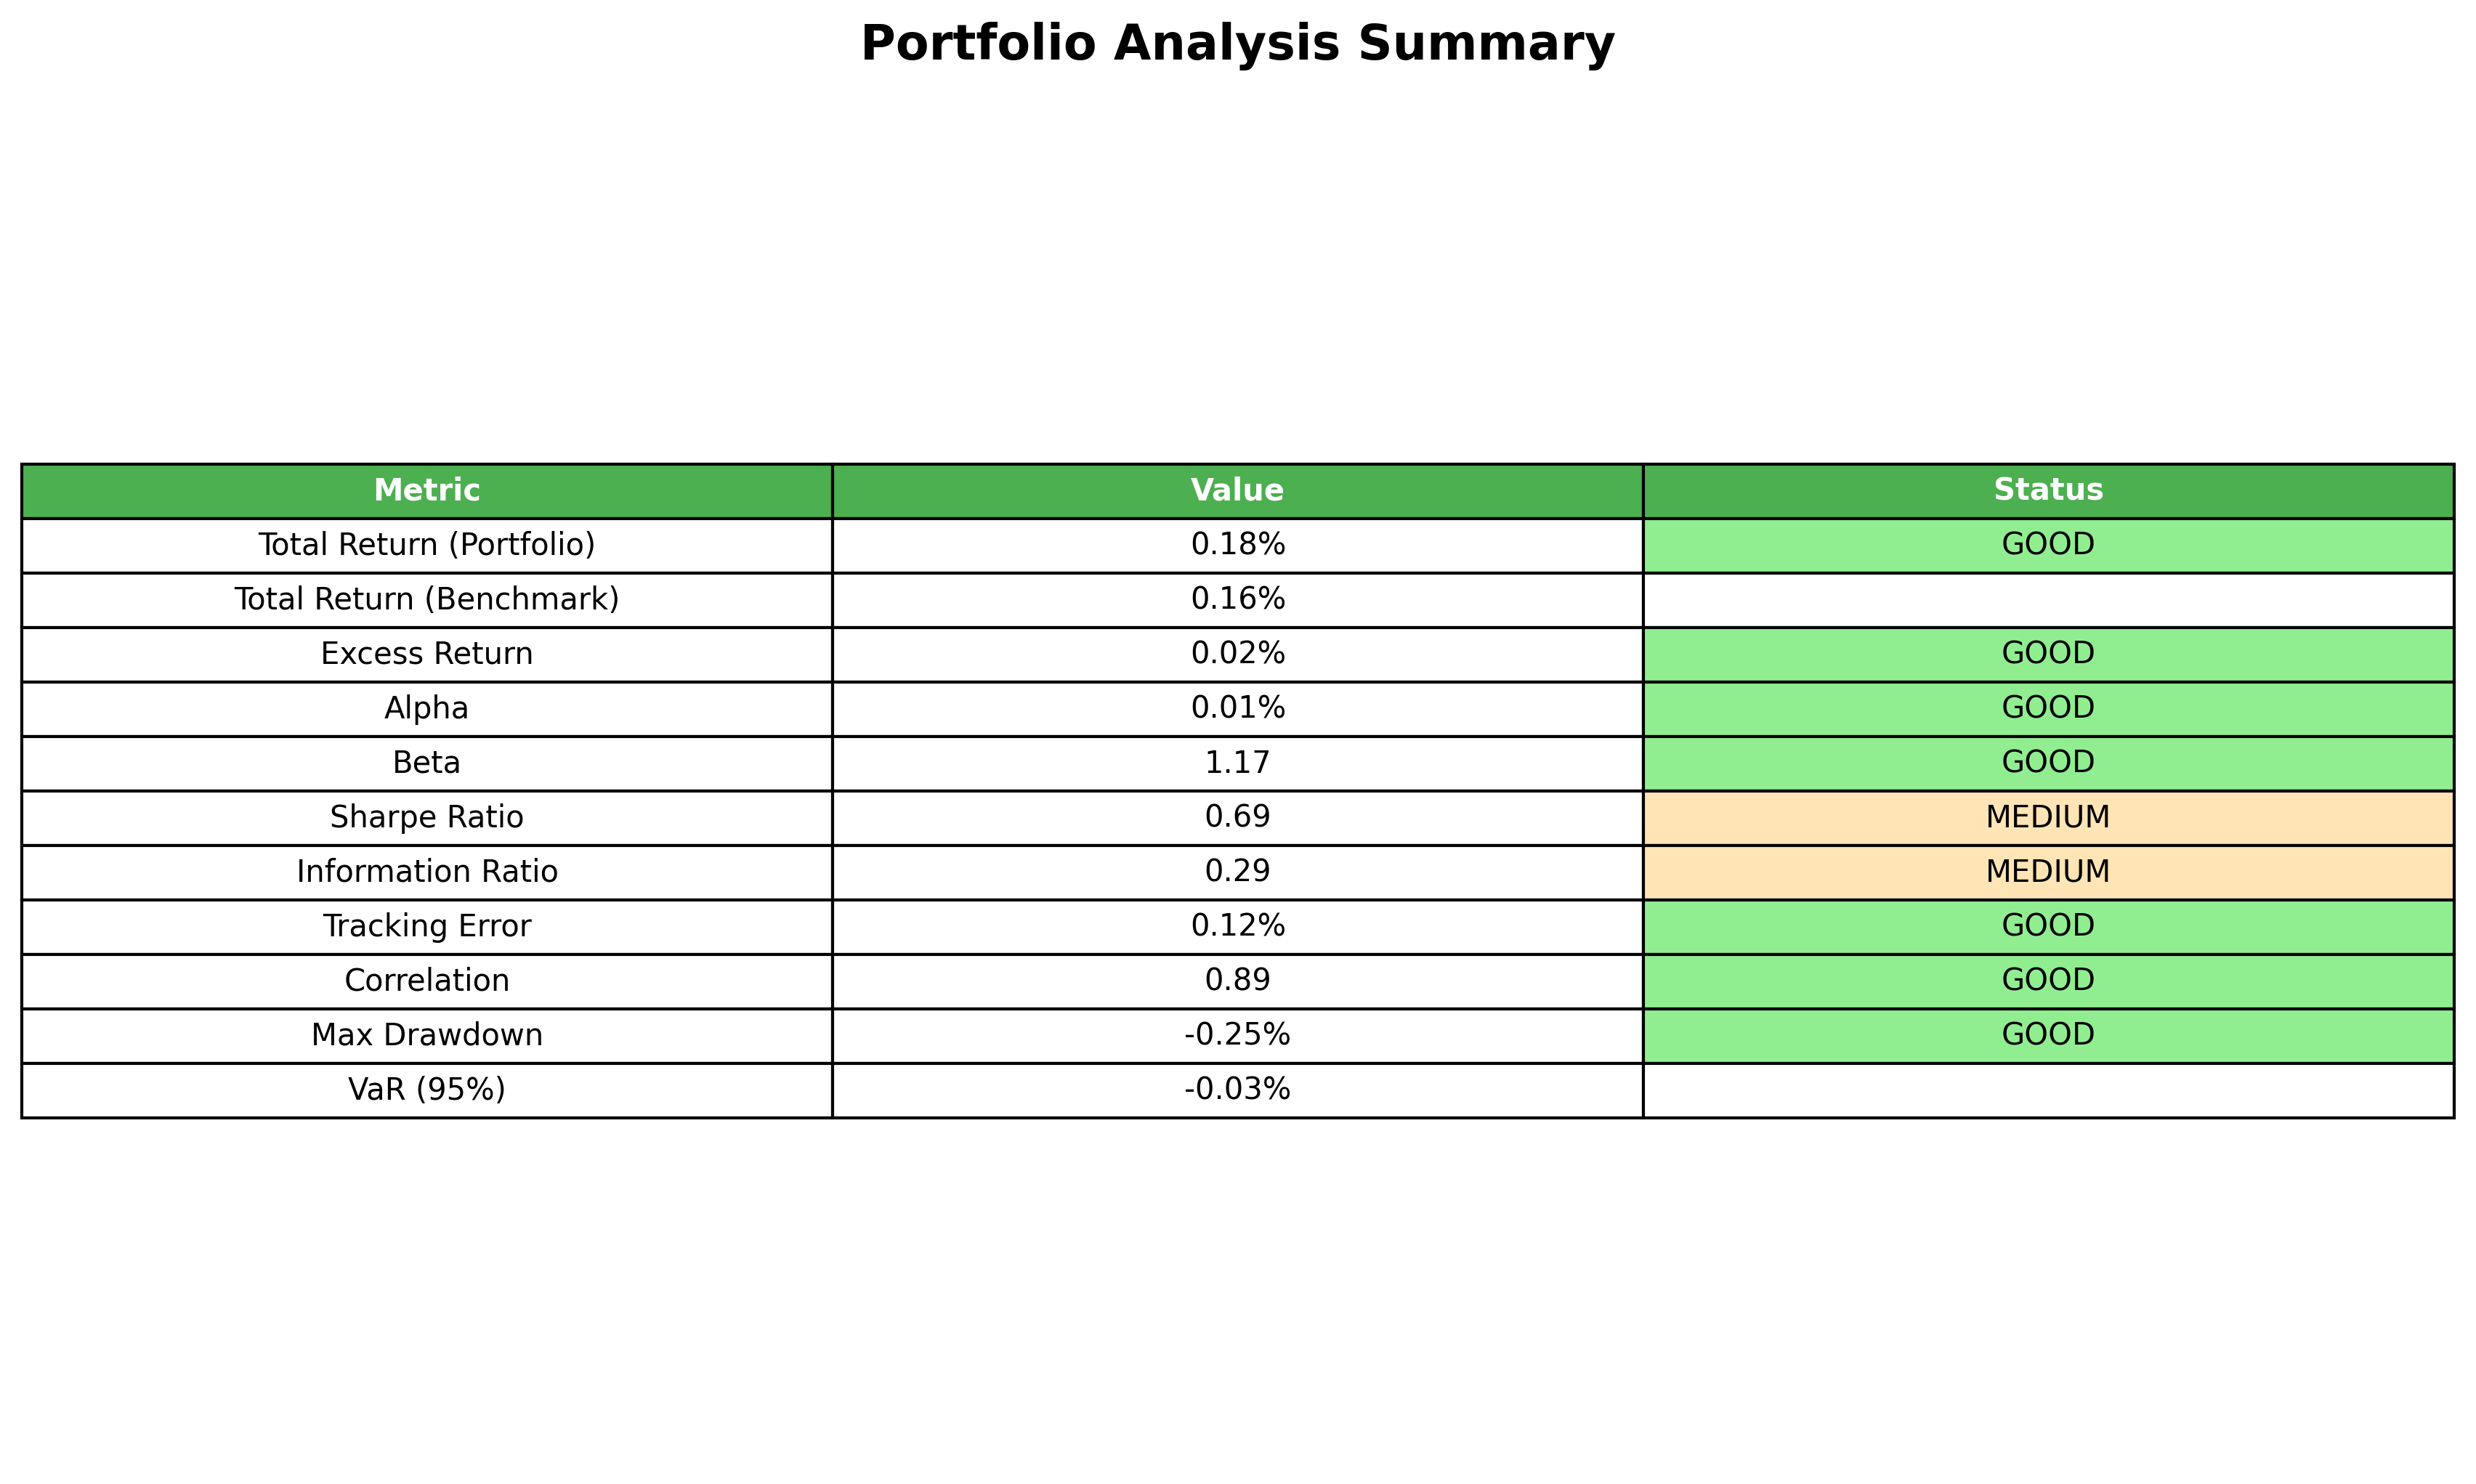 Portfolio Analysis Summary
Metric Value Status
Total Return (Portfolio) 0.18% GOOD
Total Return (Benchmark) 0.16%
Excess Return 0.02% GOOD
Alpha 0.01% GOOD
Beta 1.17 GOOD
Sharpe Ratio 0.69 MEDIUM
Information Ratio 0.29 MEDIUM
Tracking Error 0.12% GOOD
Correlation 0.89 GOOD
Max Drawdown -0.25% GOOD
VaR (95%) -0.03%